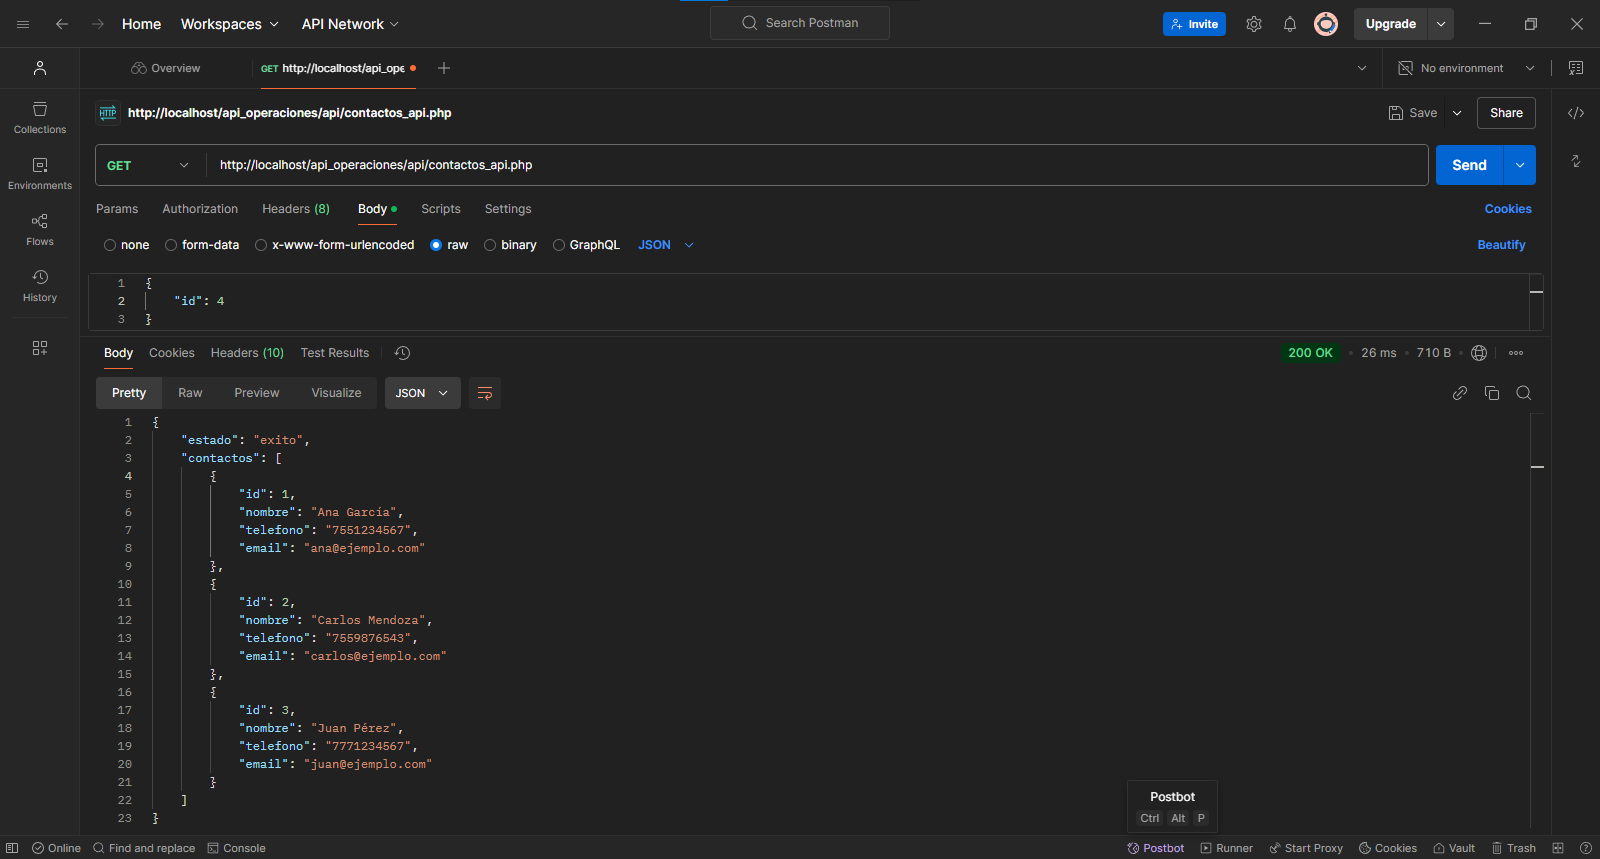 Home Workspaces API Network Search Postman Invite Upgrade
Overview GET http://localhost/api_ope No environment
HTTP http://localhost/api_operaciones/api/contactos_api.php Save Share
Collections
GET http://localhost/api_operaciones/api/contactos_api.php Send
Environments
Params Authorization Headers (8) Body Scripts Settings Cookies
Flows
none form-data x-www-form-urlencoded raw binary GraphQL JSON Beautify
History
1 {
2 "id": 4
3 }
Body Cookies Headers (10) Test Results 200 OK • 26 ms • 710 B
Pretty Raw Preview Visualize JSON
1 {
2 "estado": "exito",
3 "contactos": [
4 {
5 "id": 1,
6 "nombre": "Ana García",
7 "telefono": "7551234567",
8 "email": "ana@ejemplo.com"
9 },
10 {
11 "id": 2,
12 "nombre": "Carlos Mendoza",
13 "telefono": "7559876543",
14 "email": "carlos@ejemplo.com"
15 },
16 {
17 "id": 3,
18 "nombre": "Juan Pérez",
19 "telefono": "7771234567",
20 "email": "juan@ejemplo.com"
21 }
22 ]
23 }
Postbot
Ctrl Alt P
Online Find and replace Console Postbot Runner Start Proxy Cookies Vault Trash